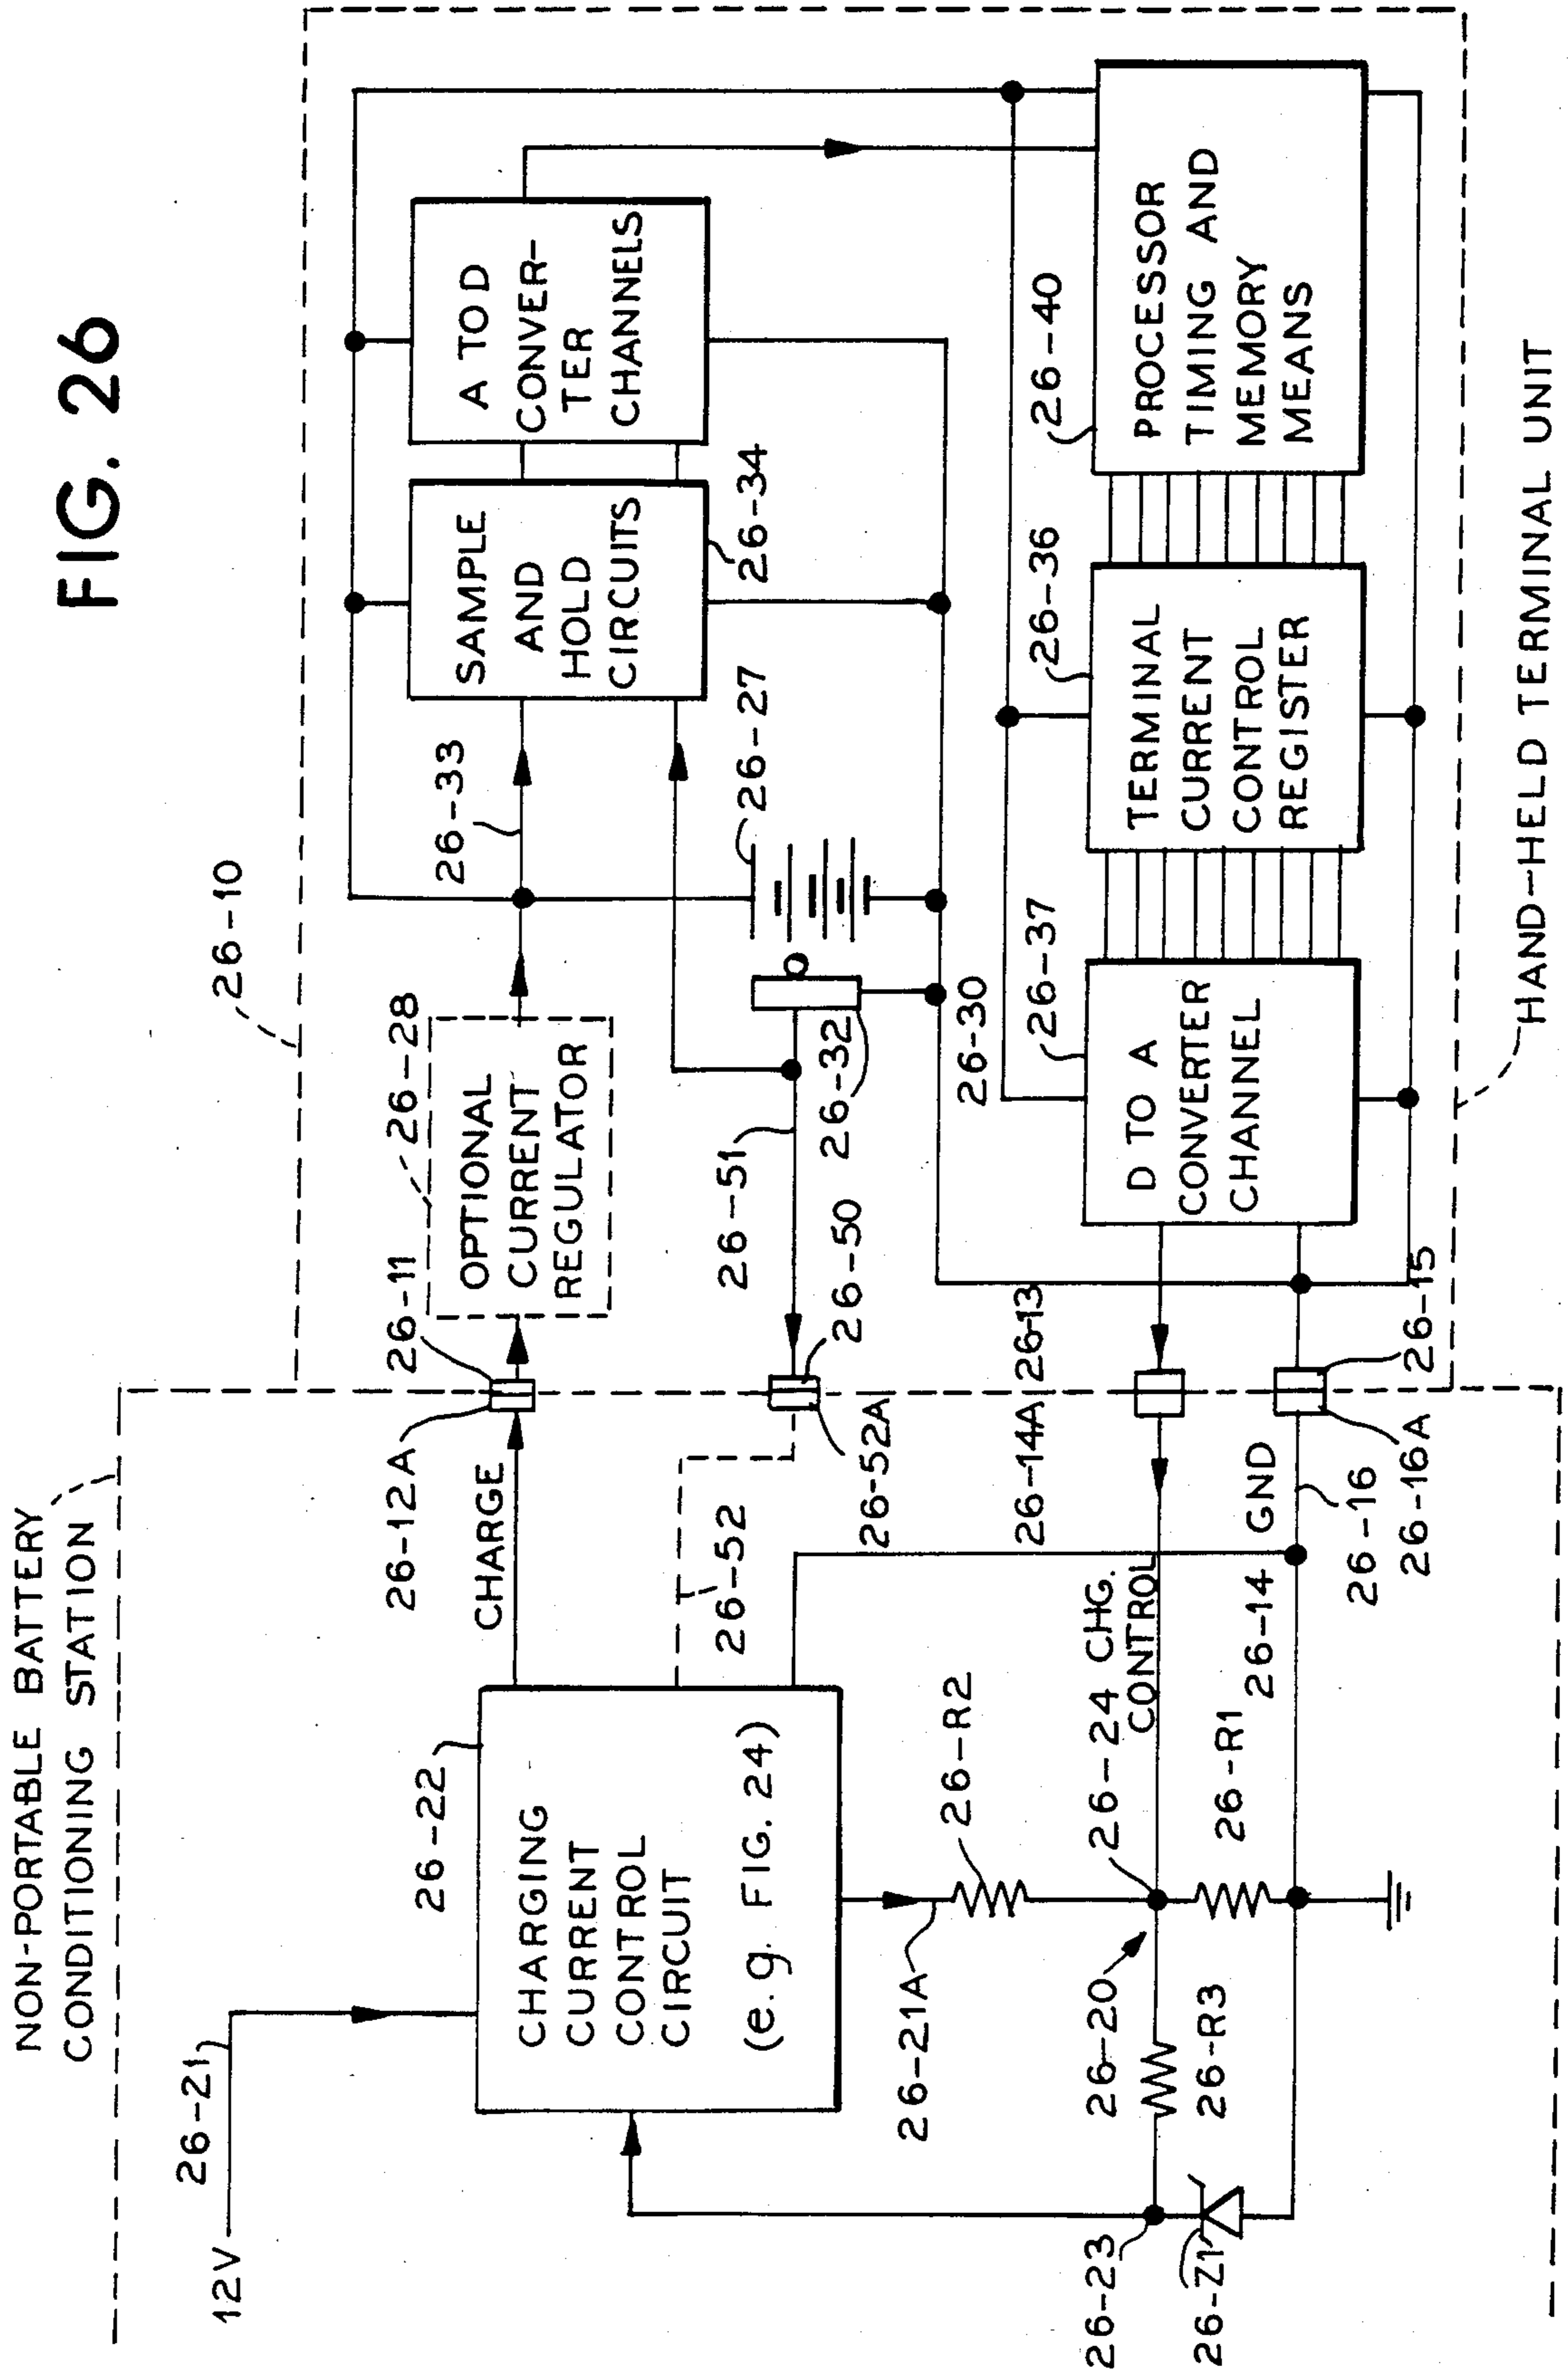 FIG. 26
NON-PORTABLE BATTERY
CONDITIONING STATION
26-10
12V
26-21
26-22
CHARGING
CURRENT
CONTROL
CIRCUIT
(e.g. FIG. 24)
CHARGE
26-12A
26-11
26-28
OPTIONAL
CURRENT
REGULATOR
26-33
SAMPLE
AND
HOLD
CIRCUITS
26-34
A TO D
CONVER-
TER
CHANNELS
26-52
26-52A
26-50
26-51
26-32
26-27
26-21A
26-R2
26-20
26-24
CHG.
CONTROL
26-14A
26-13
26-30
26-23
26-Z1
26-R3
26-R1
26-14
GND
26-16
26-16A
26-15
26-37
D TO A
CONVERTER
CHANNEL
26-36
TERMINAL
CURRENT
CONTROL
REGISTER
26-40
PROCESSOR
TIMING AND
MEMORY
MEANS
HAND-HELD TERMINAL UNIT